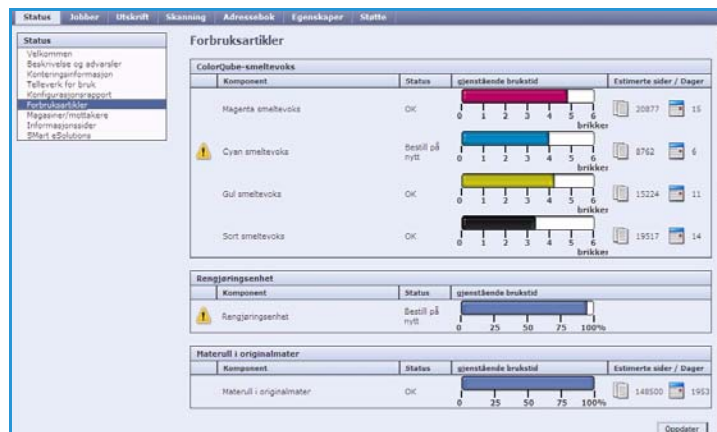 Status Jobber Utskrift Skanning Adressebok Egenskaper Støtte
Status
Velkommen
Beskrivelse og advarsler
Konteringsinformasjon
Telleverk for bruk
Konfigurasjonsrapport
Forbruksartikler
Magasiner/mottakere
Informasjonssider
SMart eSolutions
Forbruksartikler
ColorQube-smeltevoks
Komponent Status gjenstående brukstid Estimerte sider / Dager
Magenta smeltevoks OK 20877 15
0 1 2 3 4 5 6
brikker
Cyan smeltevoks Bestill på nytt 8762 6
0 1 2 3 4 5 6
brikker
Gul smeltevoks OK 15224 11
0 1 2 3 4 5 6
brikker
Sort smeltevoks OK 19517 14
0 1 2 3 4 5 6
brikker
Rengjøringsenhet
Komponent Status gjenstående brukstid
Rengjøringsenhet Bestill på nytt
0 25 50 75 100%
Materull i originalmater
Komponent Status gjenstående brukstid Estimerte sider / Dager
Materull i originalmater OK 148500 1953
0 25 50 75 100%
Oppdater